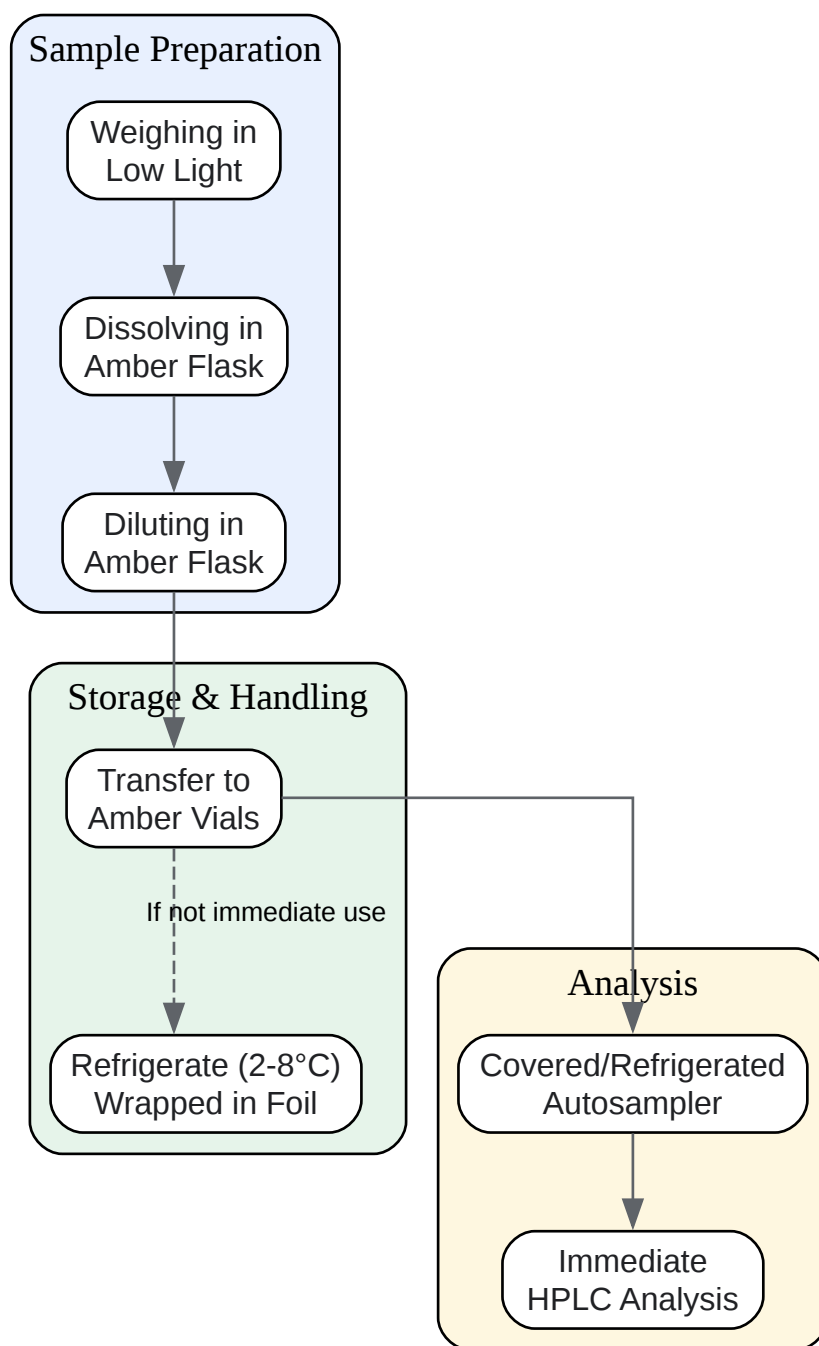 Sample Preparation
Weighing in
Low Light
Dissolving in
Amber Flask
Diluting in
Amber Flask
Storage & Handling
Transfer to
Amber Vials
If not immediate use
Refrigerate (2-8°C)
Wrapped in Foil
Analysis
Covered/Refrigerated
Autosampler
Immediate
HPLC Analysis